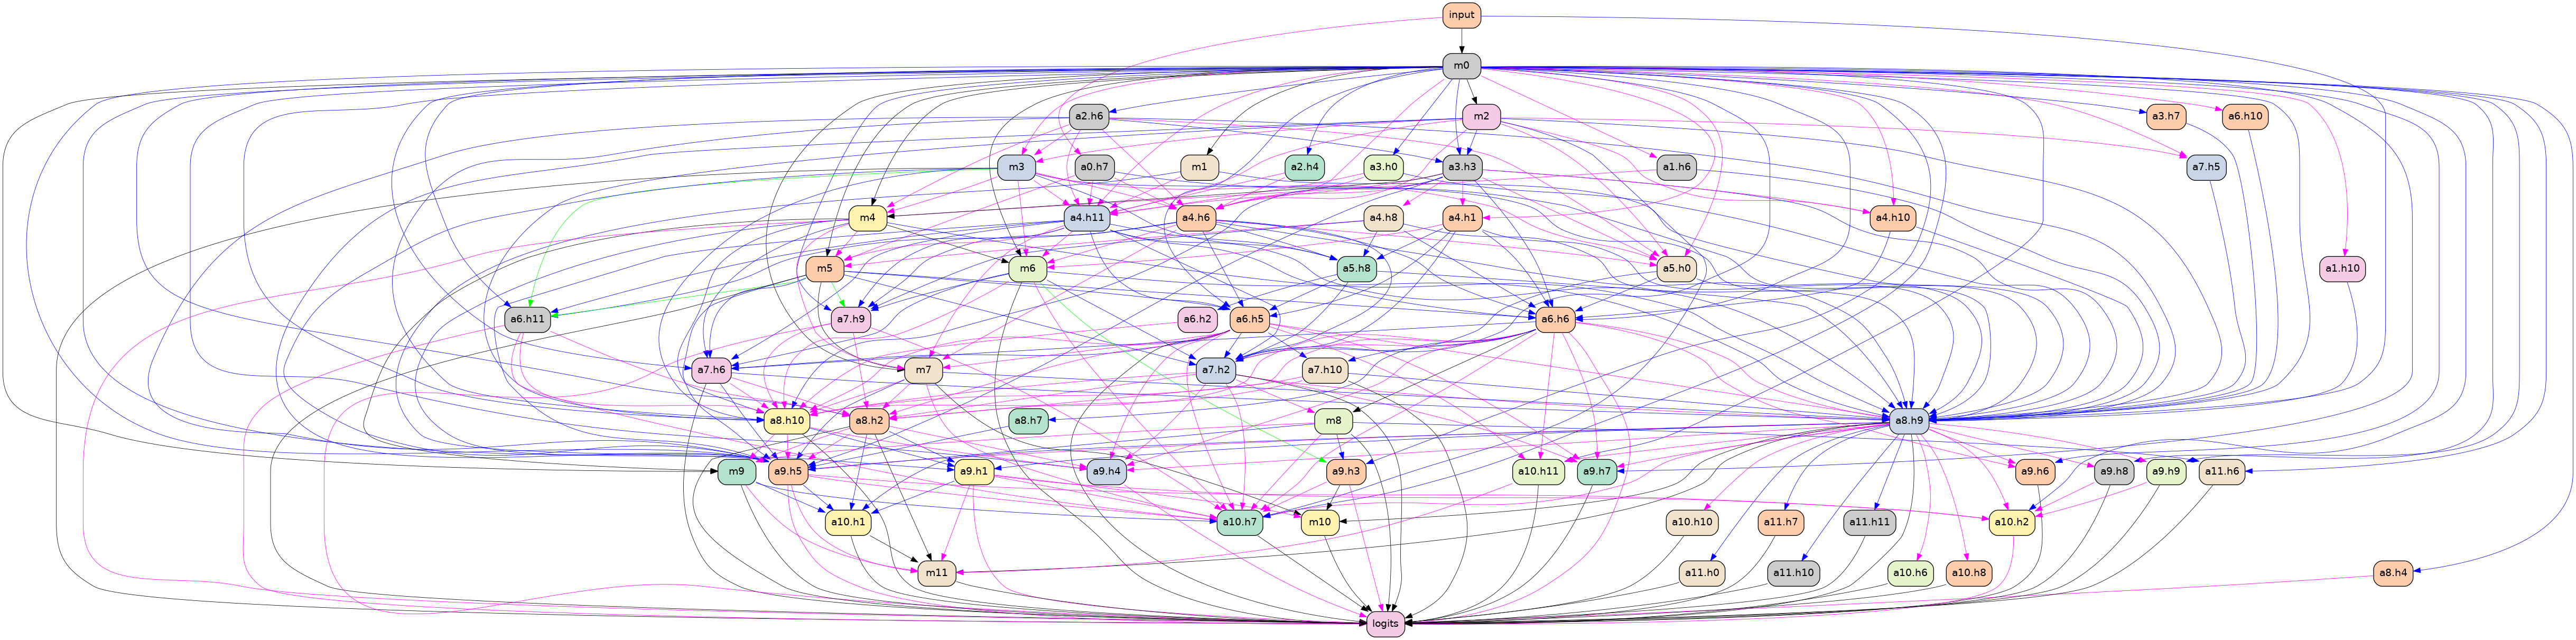 input
m0
a2.h6 m2 a3.h7 a6.h10
m3 a0.h7 m1 a2.h4 a3.h0 a3.h3 a1.h6 a7.h5
m4 a4.h11 a4.h6 a4.h8 a4.h1 a4.h10
m5 m6 a5.h8 a5.h0 a1.h10
a6.h11 a7.h9 a6.h2 a6.h5 a6.h6
a7.h6 m7 a7.h2 a7.h10
a8.h10 a8.h2 a8.h7 m8 a8.h9
m9 a9.h5 a9.h1 a9.h4 a9.h3 a10.h11 a9.h7 a9.h6 a9.h8 a9.h9 a11.h6
a10.h1 a10.h7 m10 a10.h10 a11.h7 a11.h11 a10.h2
m11 a11.h0 a11.h10 a10.h6 a10.h8 a8.h4
logits